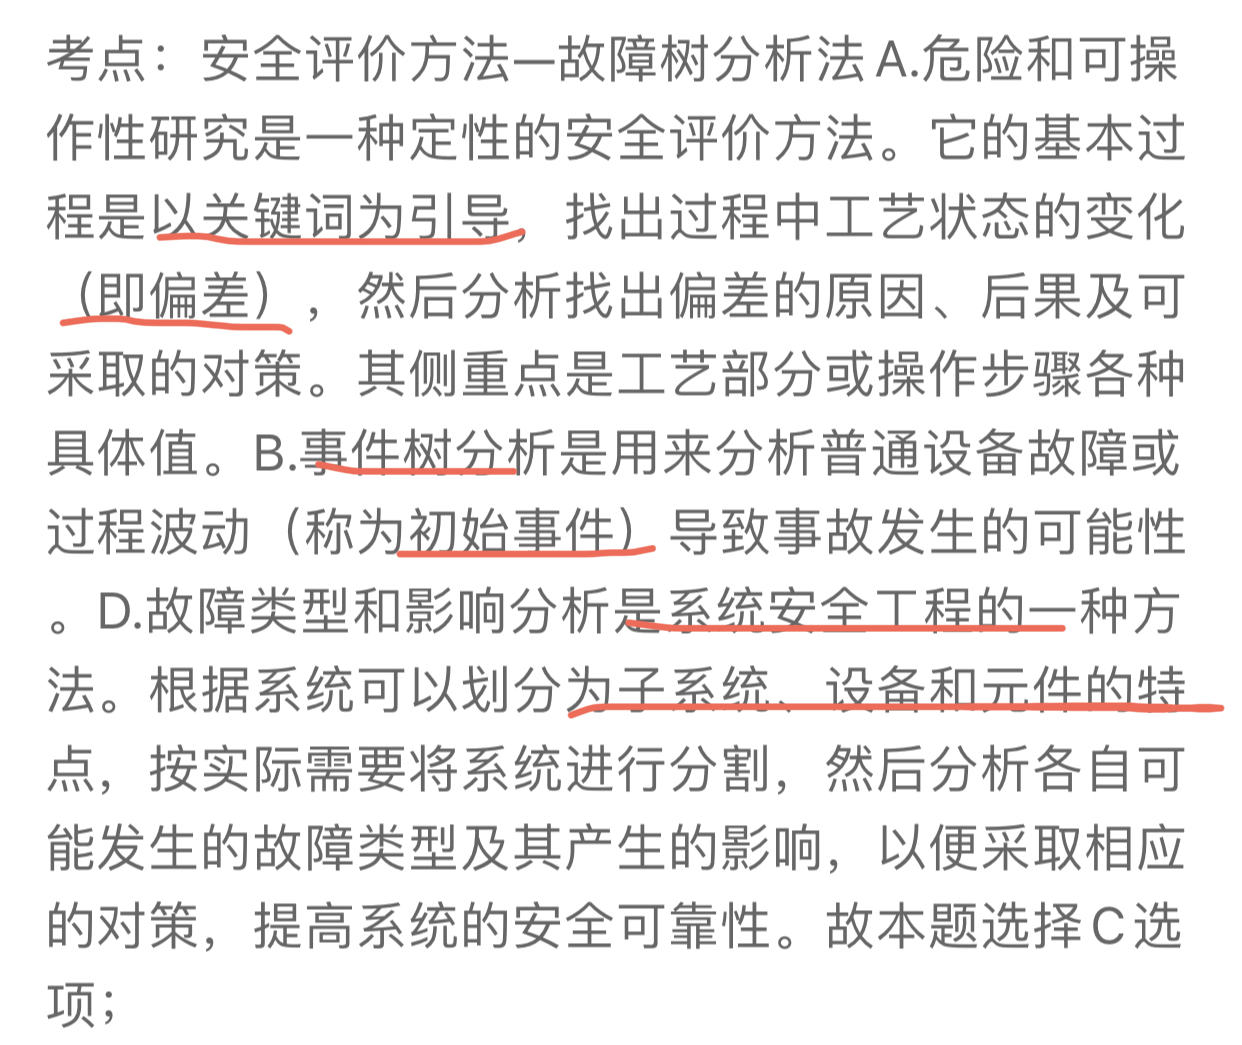 考点：安全评价方法—故障树分析法 A.危险和可操
作性研究是一种定性的安全评价方法。它的基本过
程是以关键词为引导，找出过程中工艺状态的变化
（即偏差），然后分析找出偏差的原因、后果及可
采取的对策。其侧重点是工艺部分或操作步骤各种
具体值。B.事件树分析是用来分析普通设备故障或
过程波动（称为初始事件）导致事故发生的可能性
。D.故障类型和影响分析是系统安全工程的一种方
法。根据系统可以划分为子系统、设备和元件的特
点，按实际需要将系统进行分割，然后分析各自可
能发生的故障类型及其产生的影响，以便采取相应
的对策，提高系统的安全可靠性。故本题选择 C 选
项；